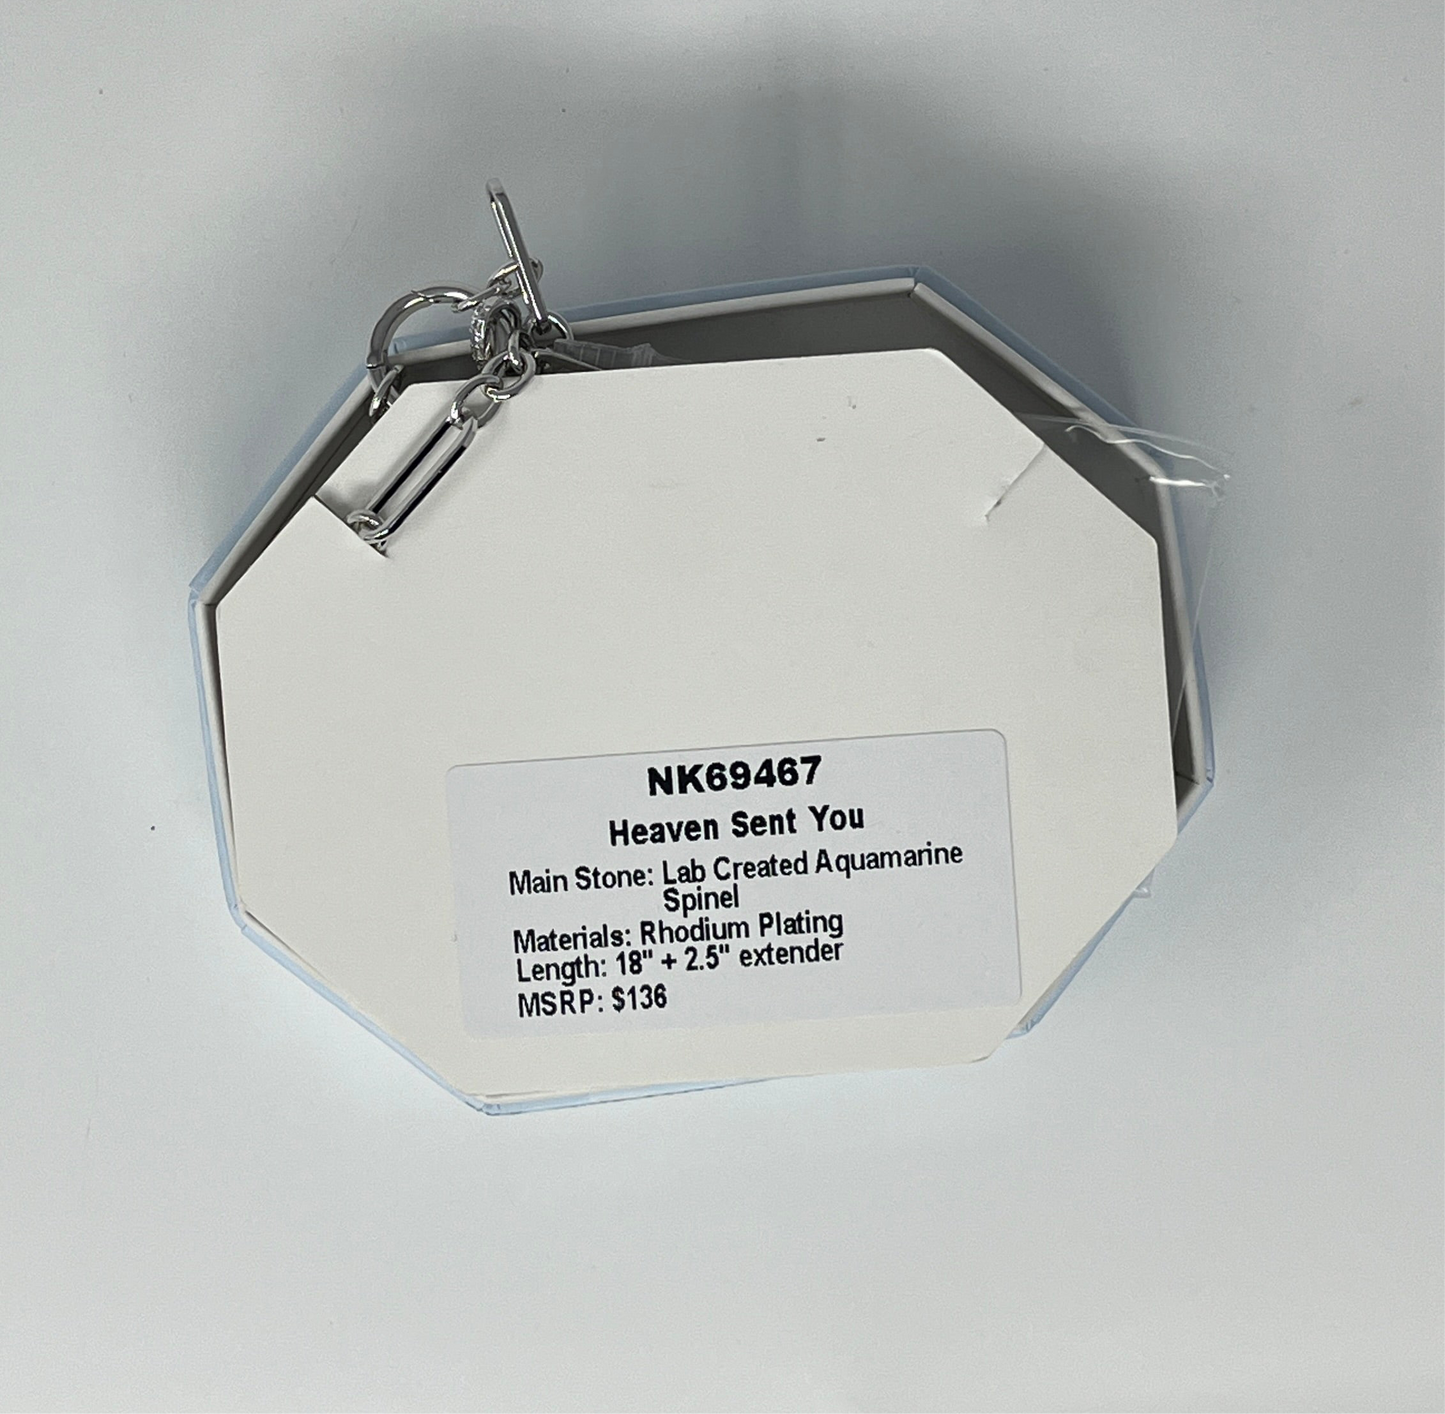 NK69467
Heaven Sent You
Main Stone: Lab Created Aquamarine
Spinel
Materials: Rhodium Plating
Length: 18" + 2.5" extender
MSRP: $136